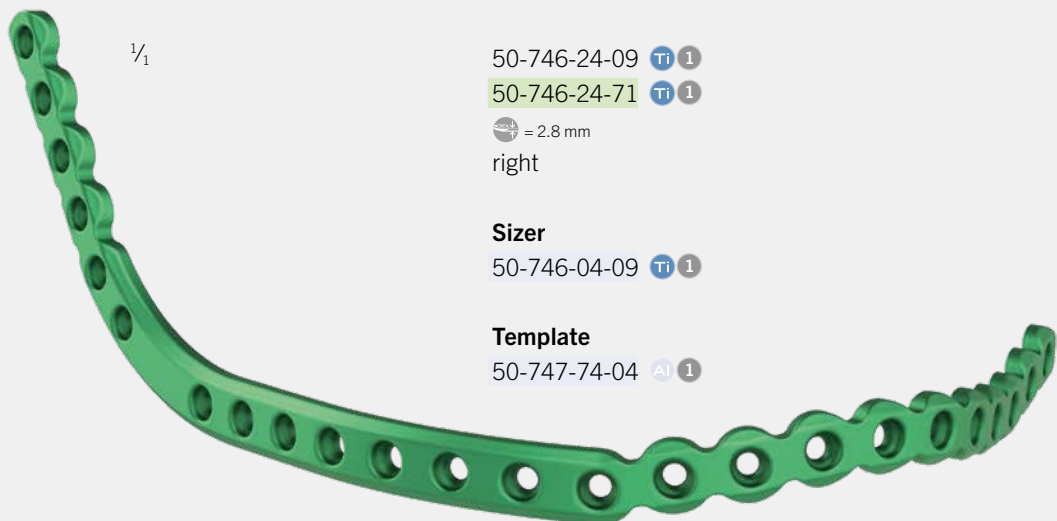 1/1
50-746-24-09 Ti 1
50-746-24-71 Ti 1
= 2.8 mm
right
Sizer
50-746-04-09 Ti 1
Template
50-747-74-04 Al 1